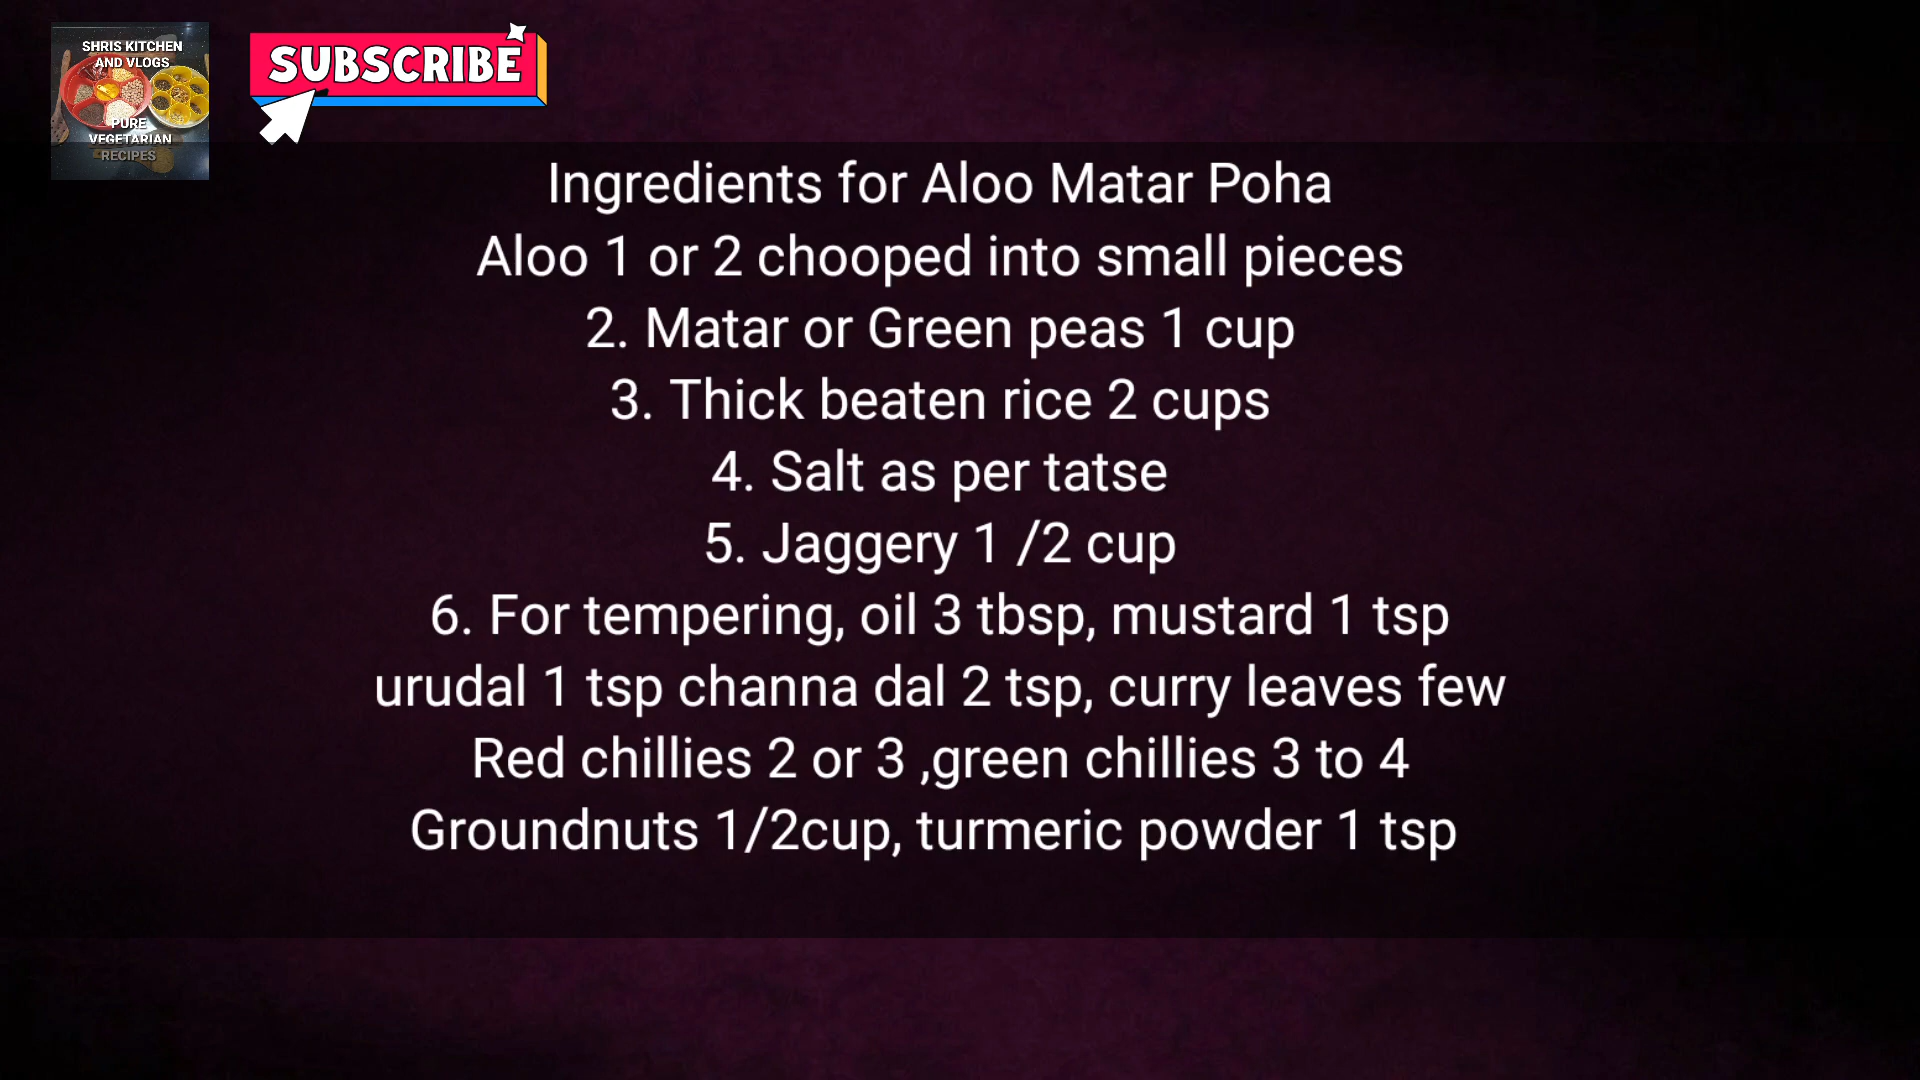 SHRIS KITCHEN
AND VLOGS
PURE
VEGETARIAN
RECIPES
SUBSCRIBE
Ingredients for Aloo Matar Poha
Aloo 1 or 2 chooped into small pieces
2. Matar or Green peas 1 cup
3. Thick beaten rice 2 cups
4. Salt as per tatse
5. Jaggery 1 /2 cup
6. For tempering, oil 3 tbsp, mustard 1 tsp
urudal 1 tsp channa dal 2 tsp, curry leaves few
Red chillies 2 or 3 ,green chillies 3 to 4
Groundnuts 1/2cup, turmeric powder 1 tsp